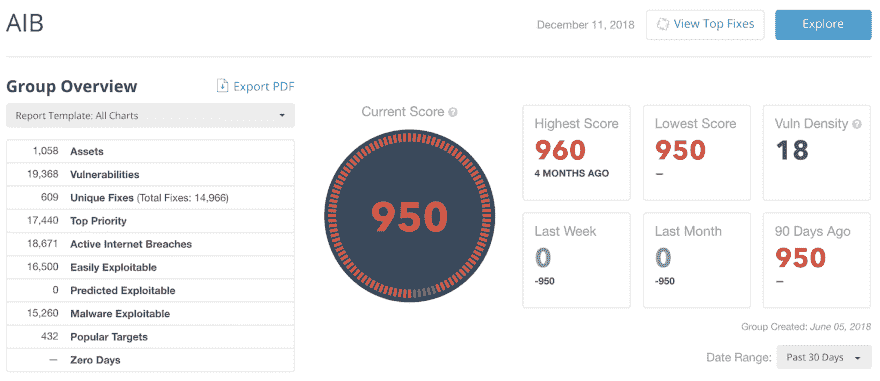 AIB
December 11, 2018
View Top Fixes
Explore
Group Overview
Export PDF
Report Template: All Charts
1,058 Assets
19,368 Vulnerabilities
609 Unique Fixes (Total Fixes: 14,966)
17,440 Top Priority
18,671 Active Internet Breaches
16,500 Easily Exploitable
0 Predicted Exploitable
15,260 Malware Exploitable
432 Popular Targets
— Zero Days
Current Score ?
950
Highest Score
960
4 MONTHS AGO
Lowest Score
950
—
Vuln Density ?
18
Last Week
0
-950
Last Month
0
-950
90 Days Ago
950
—
Group Created: June 05, 2018
Date Range: Past 30 Days